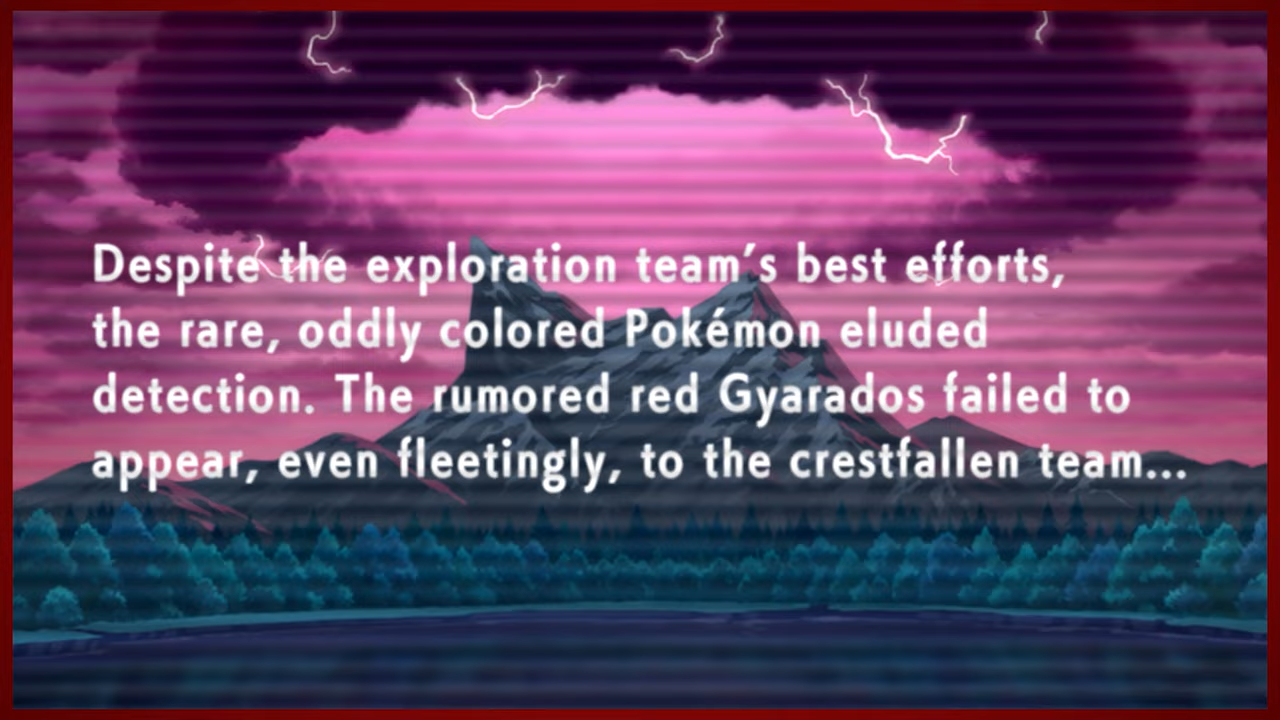 Despite the exploration team's best efforts,
the rare, oddly colored Pokémon eluded
detection. The rumored red Gyarados failed to
appear, even fleetingly, to the crestfallen team...